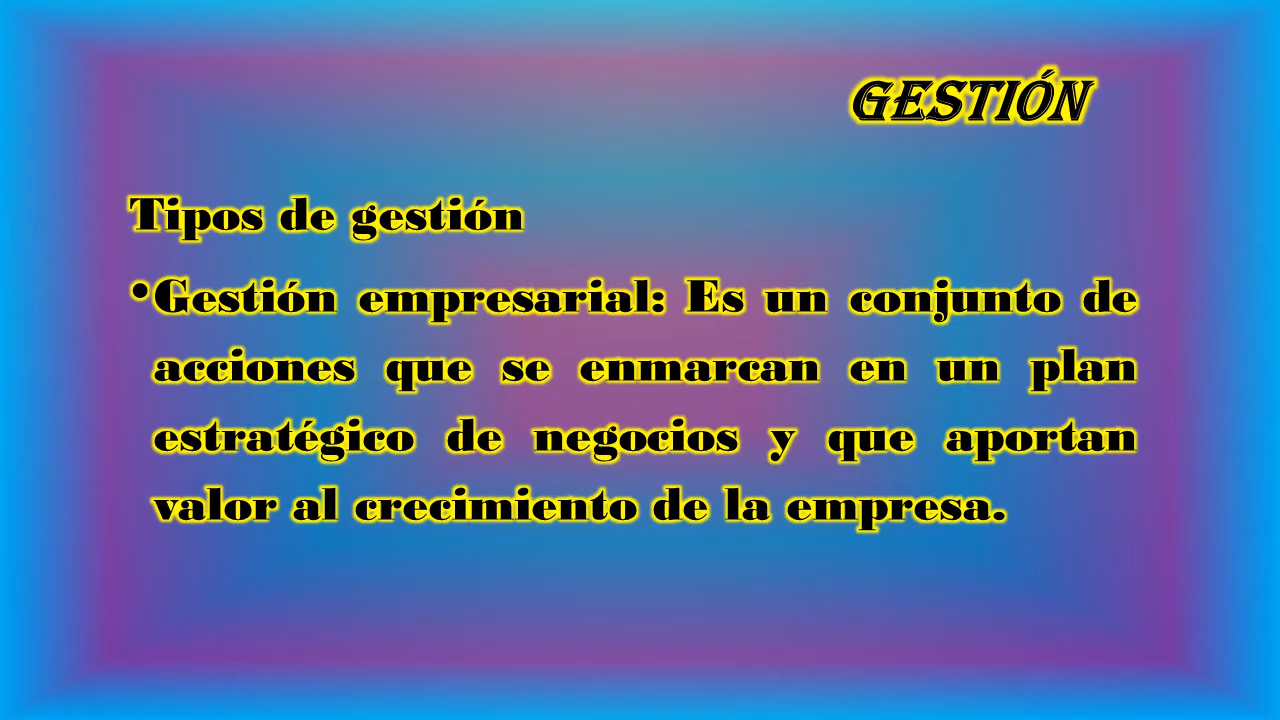 GESTIÓN
Tipos de gestión
•Gestión empresarial: Es un conjunto de
acciones que se enmarcan en un plan
estratégico de negocios y que aportan
valor al crecimiento de la empresa.